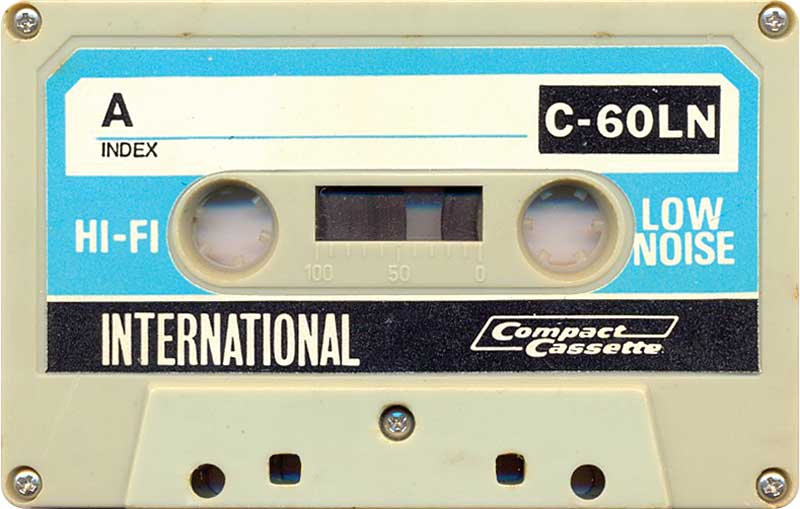 A
INDEX
C-60LN
HI-FI
LOW
NOISE
100 50 0
INTERNATIONAL
Compact
Cassette